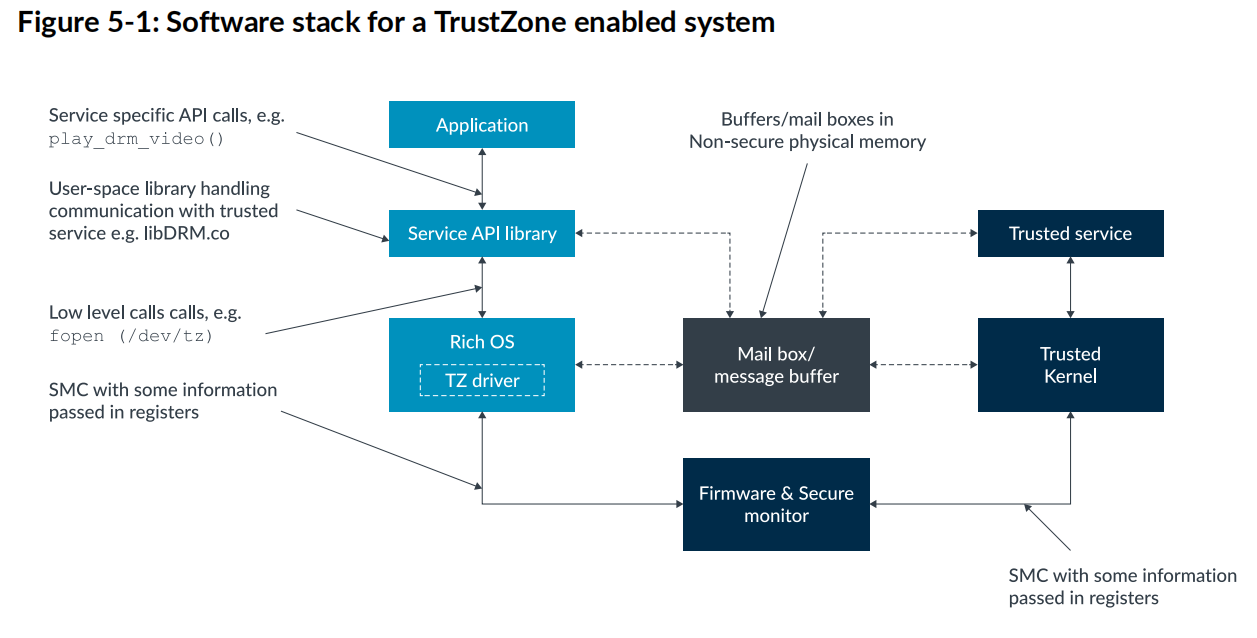 Figure 5-1: Software stack for a TrustZone enabled system
Service specific API calls, e.g.
play_drm_video()
User-space library handling
communication with trusted
service e.g. libDRM.co
Low level calls calls, e.g.
fopen (/dev/tz)
SMC with some information
passed in registers
Application
Service API library
Rich OS
TZ driver
Buffers/mail boxes in
Non-secure physical memory
Mail box/
message buffer
Firmware & Secure
monitor
Trusted service
Trusted
Kernel
SMC with some information
passed in registers